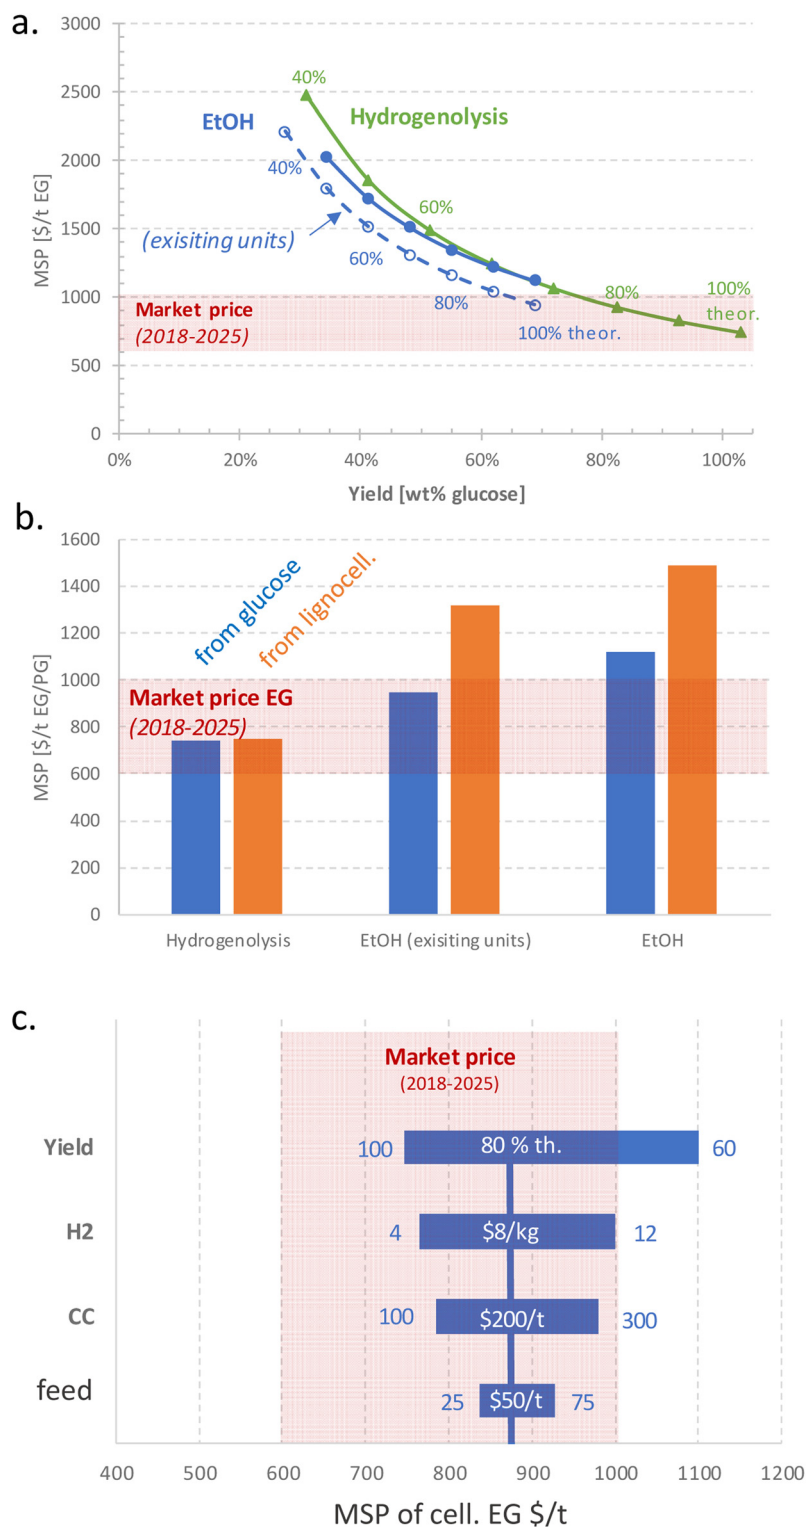 a.
3000
2500
2000
1500
1000
500
0
MSP [$/t EG]
40%
EtOH
Hydrogenolysis
40%
60%
(exisiting units)
60%
80%
80%
100%
theor.
100% theor.
Market price
(2018-2025)
0%
20%
40%
60%
80%
100%
Yield [wt% glucose]
b.
1600
1400
1200
1000
800
600
400
200
0
MSP [$/t EG/PG]
from glucose
from lignocell.
Market price EG
(2018-2025)
Hydrogenolysis
EtOH (exisiting units)
EtOH
c.
Market price
(2018-2025)
Yield
100
80 % th.
60
H2
4
$8/kg
12
CC
100
$200/t
300
feed
25
$50/t
75
400
500
600
700
800
900
1000
1100
1200
MSP of cell. EG $/t